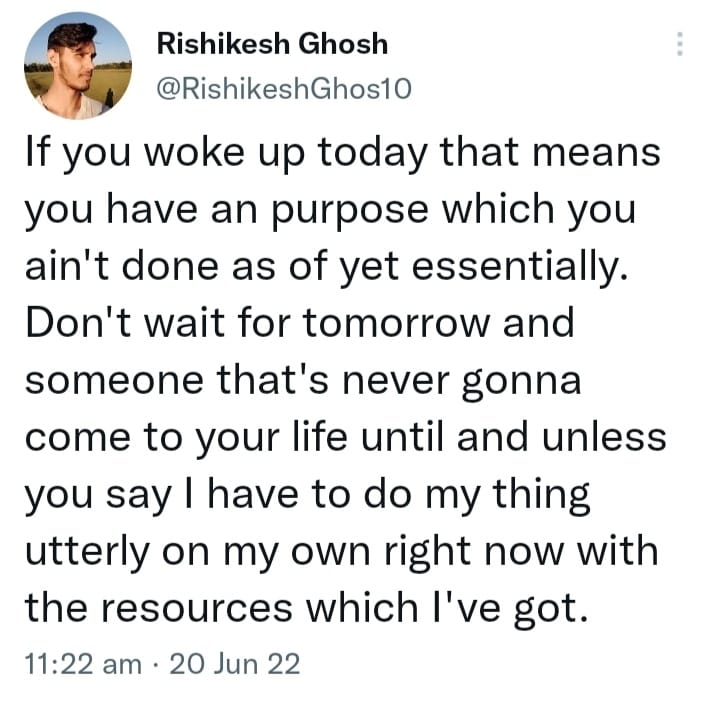 Rishikesh Ghosh
@RishikeshGhos10
If you woke up today that means
you have an purpose which you
ain't done as of yet essentially.
Don't wait for tomorrow and
someone that's never gonna
come to your life until and unless
you say I have to do my thing
utterly on my own right now with
the resources which I've got.
11:22 am · 20 Jun 22